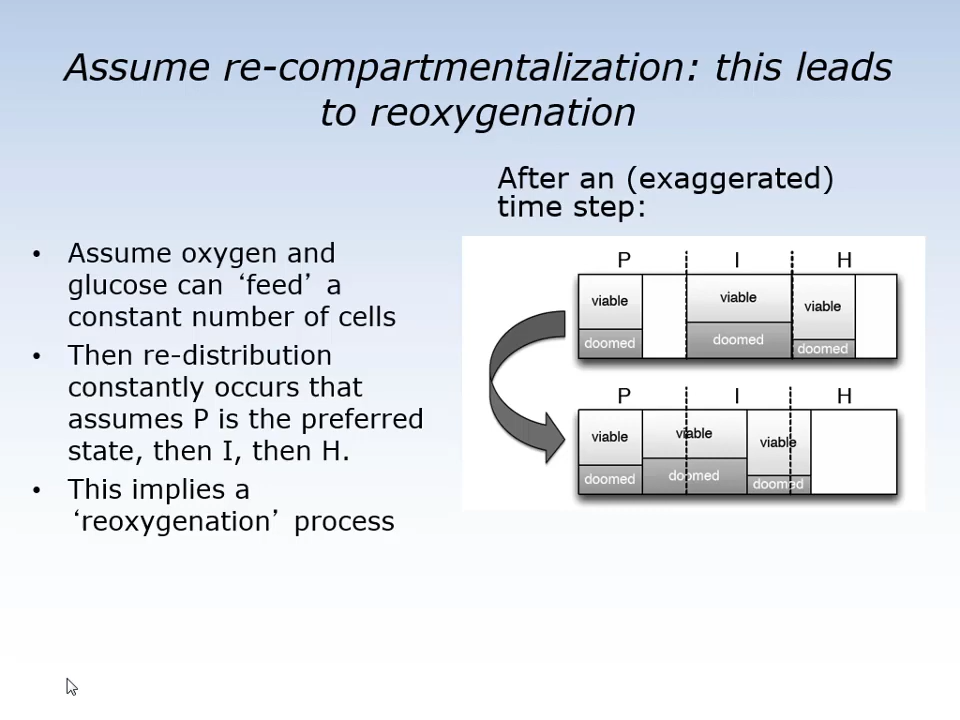 Assume re-compartmentalization: this leads
to reoxygenation
After an (exaggerated)
time step:
• Assume oxygen and
glucose can ‘feed’ a
constant number of cells
• Then re-distribution
constantly occurs that
assumes P is the preferred
state, then I, then H.
• This implies a
‘reoxygenation’ process
P I H
viable viable viable
doomed doomed doomed
P I H
viable viable viable
doomed doomed doomed